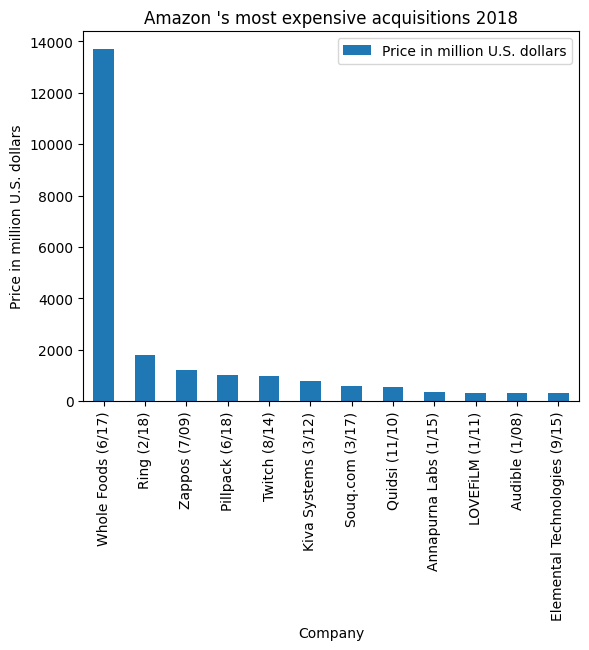 Amazon 's most expensive acquisitions 2018
Price in million U.S. dollars
Price in million U.S. dollars
14000
12000
10000
8000
6000
4000
2000
0
Whole Foods (6/17)
Ring (2/18)
Zappos (7/09)
Pillpack (6/18)
Twitch (8/14)
Kiva Systems (3/12)
Souq.com (3/17)
Quidsi (11/10)
Annapurna Labs (1/15)
LOVEFiLM (1/11)
Audible (1/08)
Elemental Technologies (9/15)
Company